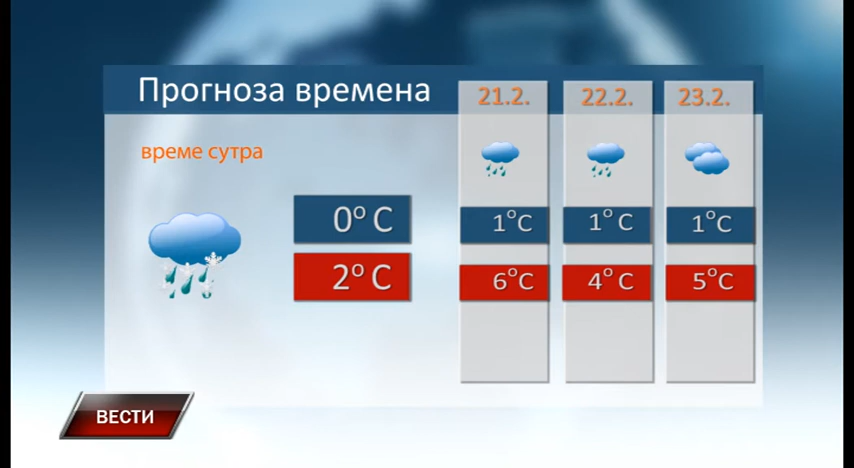 Прогноза времена
време сутра
0° C
2° C
21.2. 22.2. 23.2.
1°C 1°C 1°C
6°C 4°C 5°C
ВЕСТИ